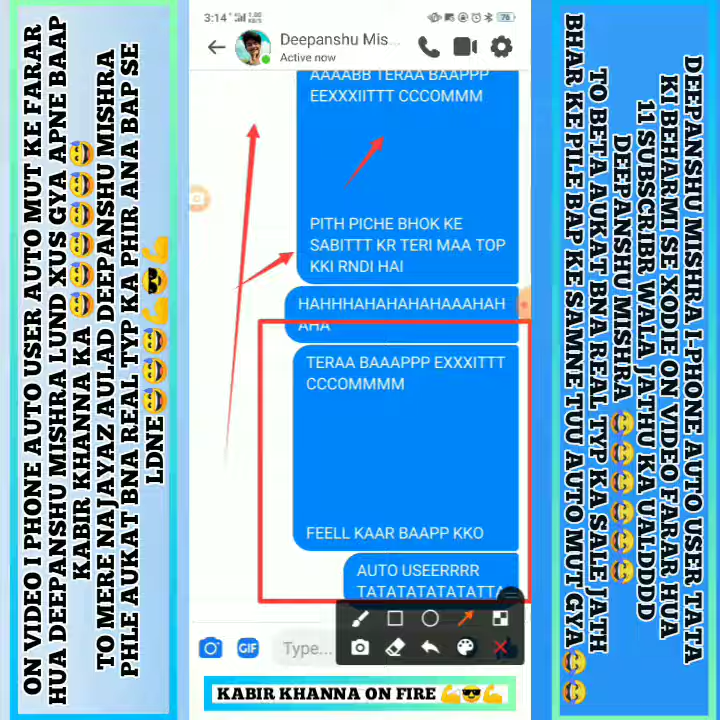 ON VIDEO I PHONE AUTO USER AUTO MUT KE FARAR
HUA DEEPANSHU MISHRA LUND XUS GYA APNE BAAP
KABIR KHANNA KA 😅😅😅😅😅😅
TO MERE NAJAYAZ AULAD DEEPANSHU MISHRA
PHLE AUKAT BNA REAL TYP KA PHIR ANA BAP SE
LDNE😅😅😅💪😎💪
3:14
1.00
KB/S
76
Deepanshu Mis...
Active now
AAAABB TERAA BAAPPP
EEXXXIITTT CCCOMMM
PITH PICHE BHOK KE
SABITTT KR TERI MAA TOP
KKI RNDI HAI
HAHHHAHAHAHAHAAAHAH
AHA
TERAA BAAAPPP EXXXITTT
CCCOMMMM
FEELL KAAR BAAPP KKO
AUTO USEERRRR
TATATATATATATTA
GIF
Type...
KABIR KHANNA ON FIRE 💪😎💪
DEEPANSHU MISHRA I-PHONE AUTO USER TATA
KI BEHARMI SE XODIE ON VIDEO FARAR HUA
11 SUBSCRIBR WALA JATHU KA UALDDDD
DEEPANSHU MISHRA 😄😄😄😄😄😄
TO BETA AUKAT BNA REAL TYP KA SALE JATH
BHAR KE PILE BAP KE SAMNE TUU AUTO MUT GYA😄😄